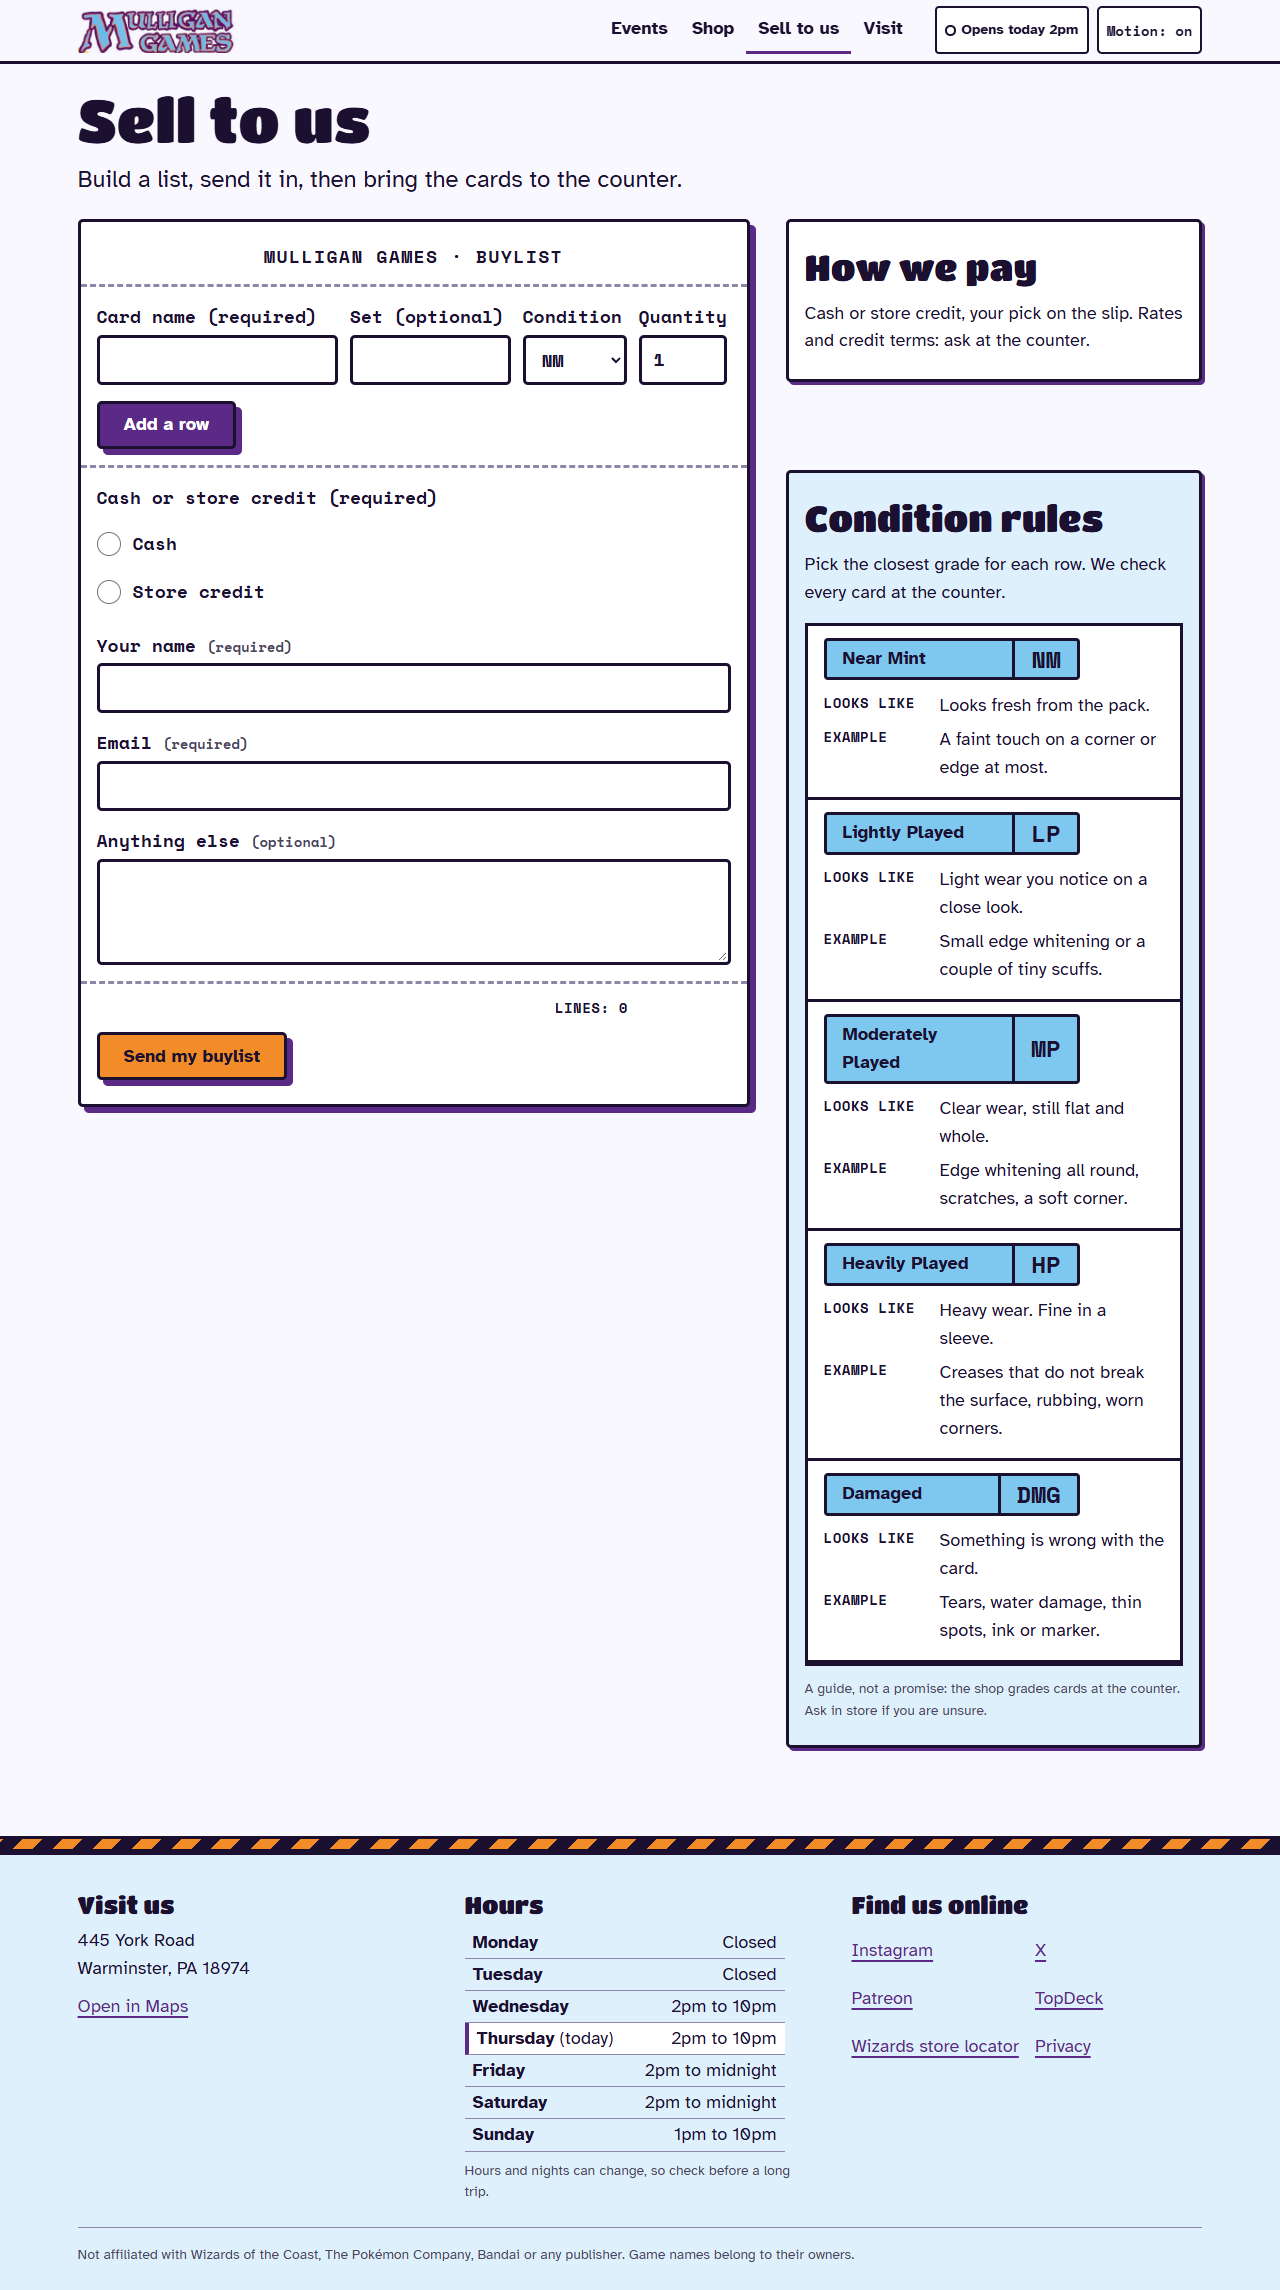 MULLIGAN GAMES
Events Shop Sell to us Visit Opens today 2pm Motion: on
Sell to us
Build a list, send it in, then bring the cards to the counter.
MULLIGAN GAMES · BUYLIST
Card name (required) Set (optional) Condition Quantity
NM 1
Add a row
Cash or store credit (required)
Cash
Store credit
Your name (required)
Email (required)
Anything else (optional)
LINES: 0
Send my buylist
How we pay
Cash or store credit, your pick on the slip. Rates
and credit terms: ask at the counter.
Condition rules
Pick the closest grade for each row. We check
every card at the counter.
Near Mint NM
LOOKS LIKE Looks fresh from the pack.
EXAMPLE A faint touch on a corner or
edge at most.
Lightly Played LP
LOOKS LIKE Light wear you notice on a
close look.
EXAMPLE Small edge whitening or a
couple of tiny scuffs.
Moderately
Played MP
LOOKS LIKE Clear wear, still flat and
whole.
EXAMPLE Edge whitening all round,
scratches, a soft corner.
Heavily Played HP
LOOKS LIKE Heavy wear. Fine in a
sleeve.
EXAMPLE Creases that do not break
the surface, rubbing, worn
corners.
Damaged DMG
LOOKS LIKE Something is wrong with the
card.
EXAMPLE Tears, water damage, thin
spots, ink or marker.
A guide, not a promise: the shop grades cards at the counter.
Ask in store if you are unsure.
Visit us
445 York Road
Warminster, PA 18974
Open in Maps
Hours
Monday Closed
Tuesday Closed
Wednesday 2pm to 10pm
Thursday (today) 2pm to 10pm
Friday 2pm to midnight
Saturday 2pm to midnight
Sunday 1pm to 10pm
Hours and nights can change, so check before a long
trip.
Find us online
Instagram X
Patreon TopDeck
Wizards store locator Privacy
Not affiliated with Wizards of the Coast, The Pokémon Company, Bandai or any publisher. Game names belong to their owners.